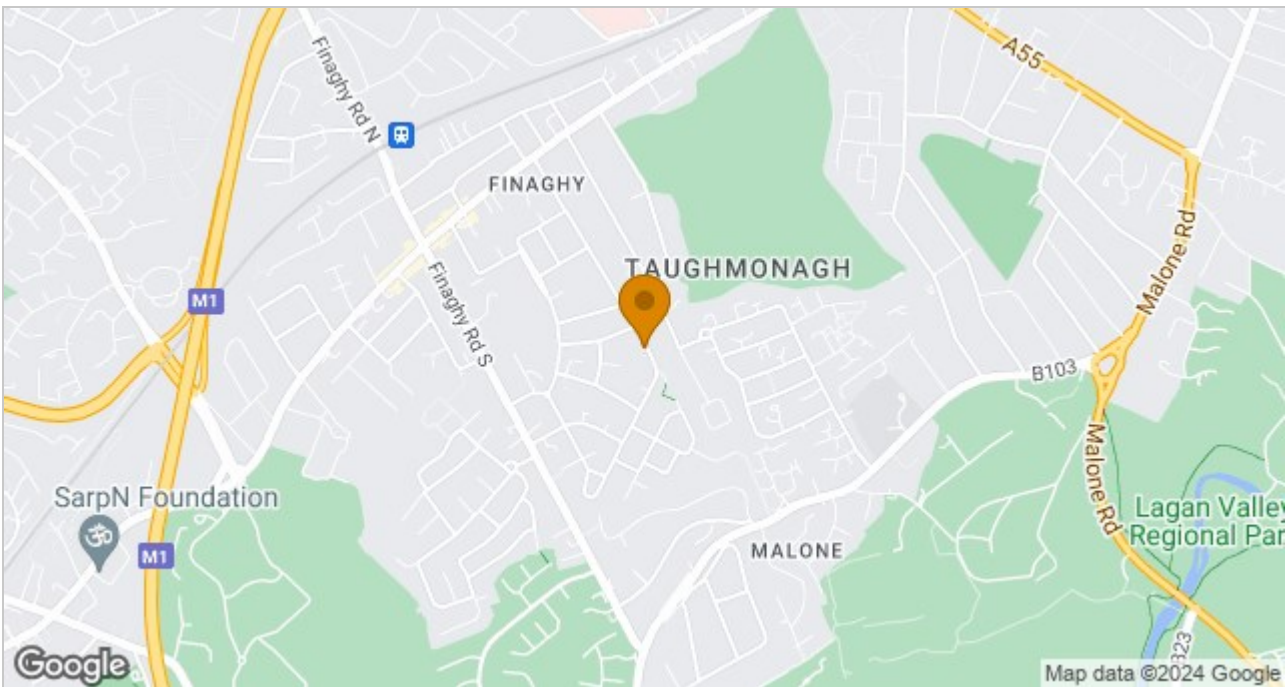 A55
Finaghy Rd N
FINAGHY
TAUGHMONAGH
Malone Rd
M1
Finaghy Rd S
B103
Malone Rd
SarpN Foundation
Lagan Valley
Regional Par
M1
MALONE
Google
Map data ©2024 Google